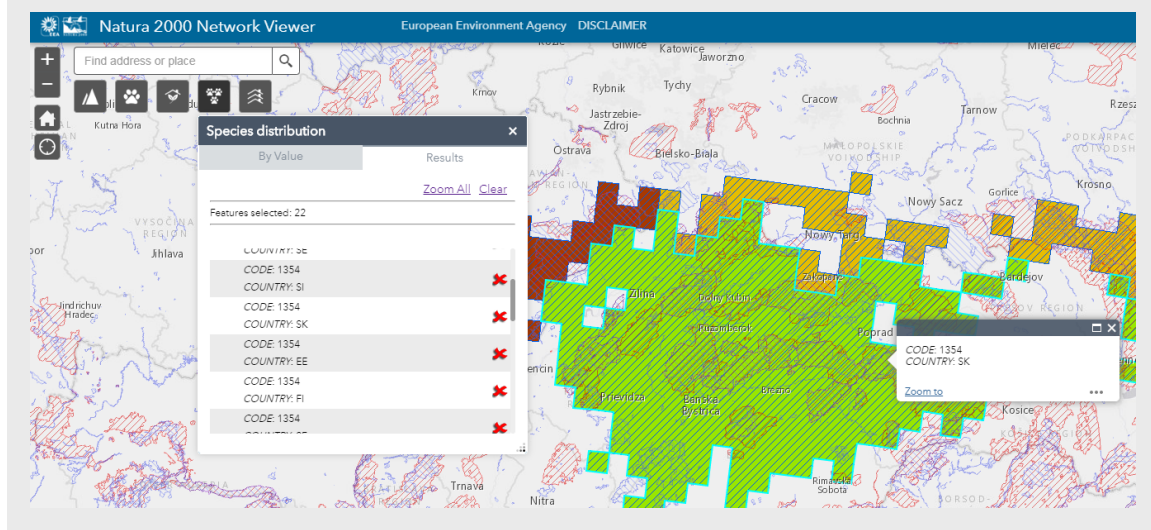 Natura 2000 Network Viewer
European Environment Agency DISCLAIMER
Find address or place
Gliwice
Katowice
Jaworzno
Mielec
Krnov
Rybnik
Tychy
Cracow
Tarnow
Bochnia
Kutna Hora
Jastrzebie-
Zdroj
Ostrava
Bielsko-Biala
MALOPOLSKIE
VOIVODSHIP
Species distribution
By Value
Results
Zoom All Clear
Features selected: 22
COUNTRY: SE
CODE: 1354
COUNTRY: SI
CODE: 1354
COUNTRY: SK
CODE: 1354
COUNTRY: EE
CODE: 1354
COUNTRY: FI
CODE: 1354
VYSOCINA
REGION
Jihlava
Jindrichuv
Hradec
Gorlice
Krosno
Nowy Sacz
Nowy Targ
Zakopane
Bardejov
Zilina
Dolny Kubin
Ruzomberok
Poprad
CODE: 1354
COUNTRY: SK
Zoom to
Prievidza
Banska
Bystrica
Brezno
Kosice
Trnava
Nitra
Rimavska
Sobota
BORSOD-